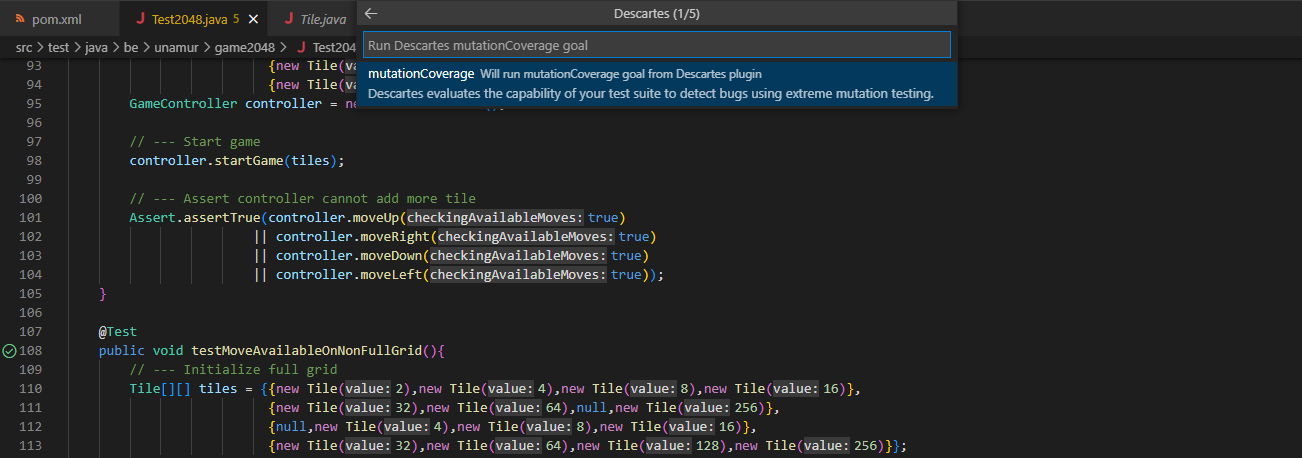 pom.xml
Test2048.java 5
Tile.java
Descartes (1/5)
Run Descartes mutationCoverage goal
mutationCoverage Will run mutationCoverage goal from Descartes plugin
Descartes evaluates the capability of your test suite to detect bugs using extreme mutation testing.
src > test > java > be > unamur > game2048 > Test204
93 {new Tile(va
94 {new Tile(va
95 GameController controller = ne
96
97 // --- Start game
98 controller.startGame(tiles);
99
100 // --- Assert controller cannot add more tile
101 Assert.assertTrue(controller.moveUp(checkingAvailableMoves: true)
102 || controller.moveRight(checkingAvailableMoves: true)
103 || controller.moveDown(checkingAvailableMoves: true)
104 || controller.moveLeft(checkingAvailableMoves: true));
105 }
106
107 @Test
108 public void testMoveAvailableOnNonFullGrid(){
109 // --- Initialize full grid
110 Tile[][] tiles = {{new Tile(value: 2),new Tile(value: 4),new Tile(value: 8),new Tile(value: 16)},
111 {new Tile(value: 32),new Tile(value: 64),null,new Tile(value: 256)},
112 {null,new Tile(value: 4),new Tile(value: 8),new Tile(value: 16)},
113 {new Tile(value: 32),new Tile(value: 64),new Tile(value: 128),new Tile(value: 256)}};